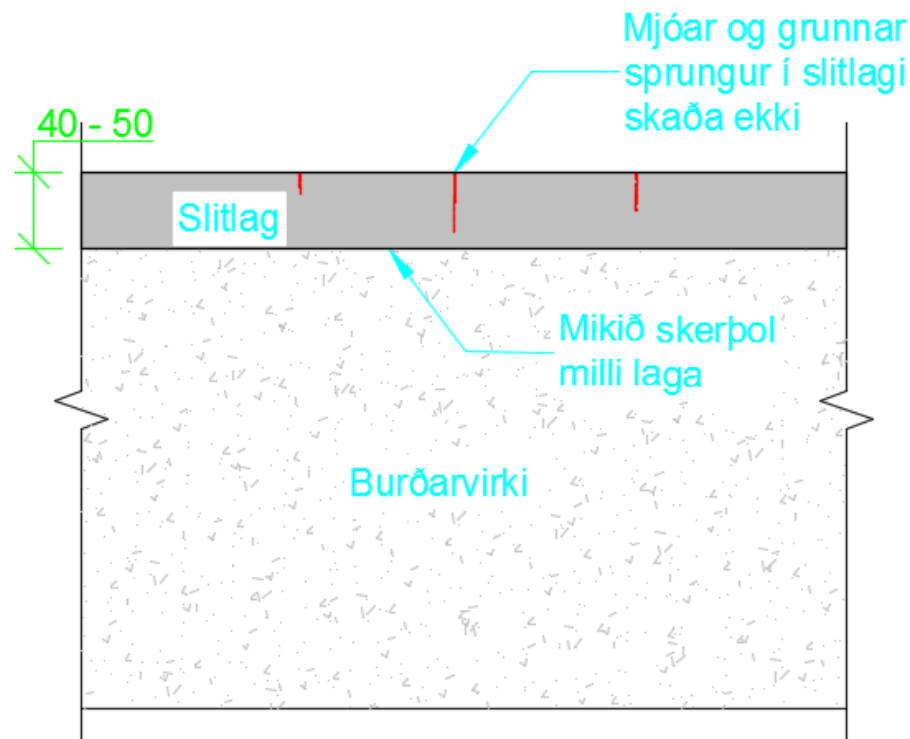 Mjóar og grunnar
sprungur í slitlagi
skaða ekki
40 - 50
Slitlag
Mikið skerþol
milli laga
Burðarvirki